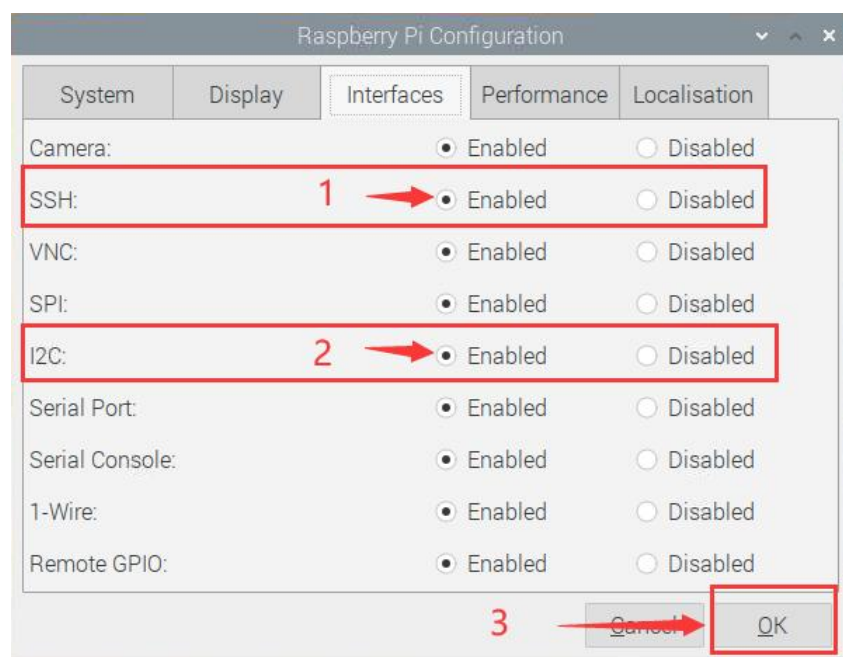 Raspberry Pi Configuration
System Display Interfaces Performance Localisation
Camera: Enabled Disabled
SSH: 1 Enabled Disabled
VNC: Enabled Disabled
SPI: Enabled Disabled
I2C: 2 Enabled Disabled
Serial Port: Enabled Disabled
Serial Console: Enabled Disabled
1-Wire: Enabled Disabled
Remote GPIO: Enabled Disabled
3 Cancel OK